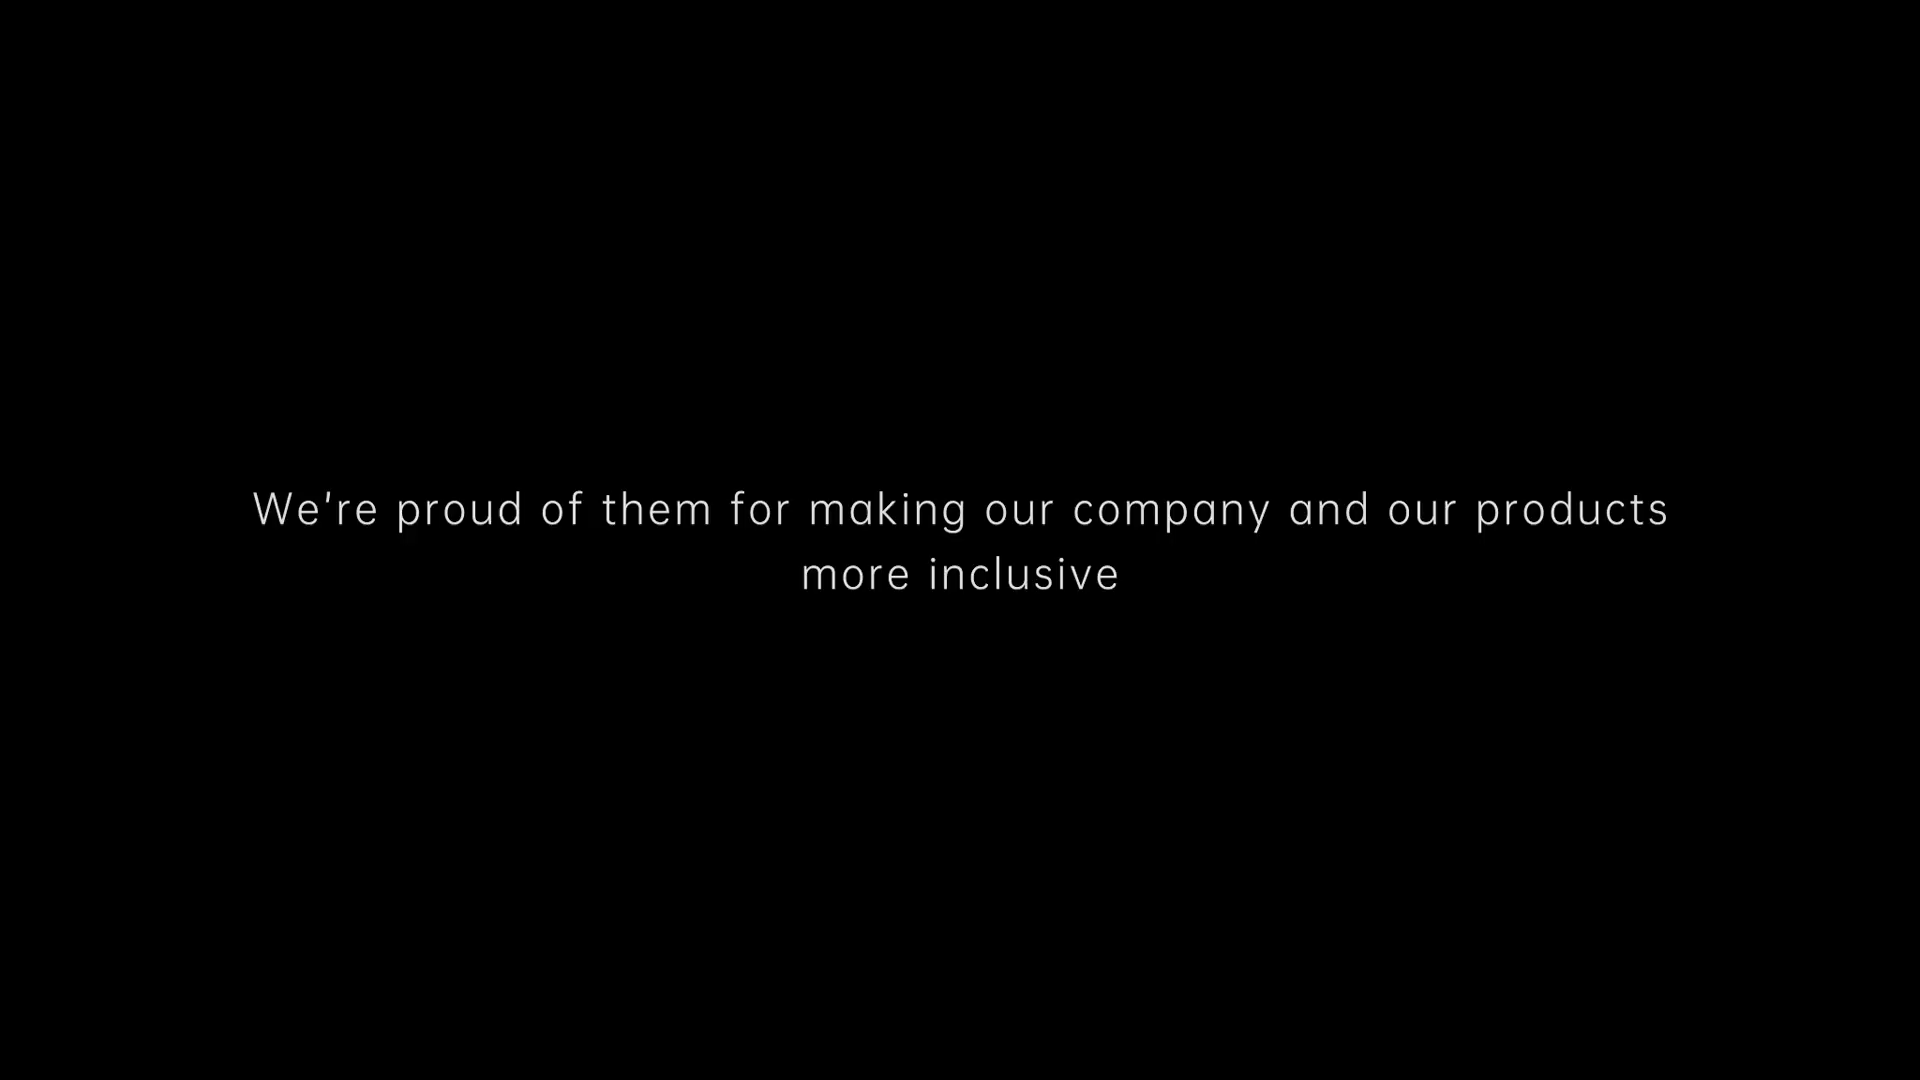 We're proud of them for making our company and our products
more inclusive